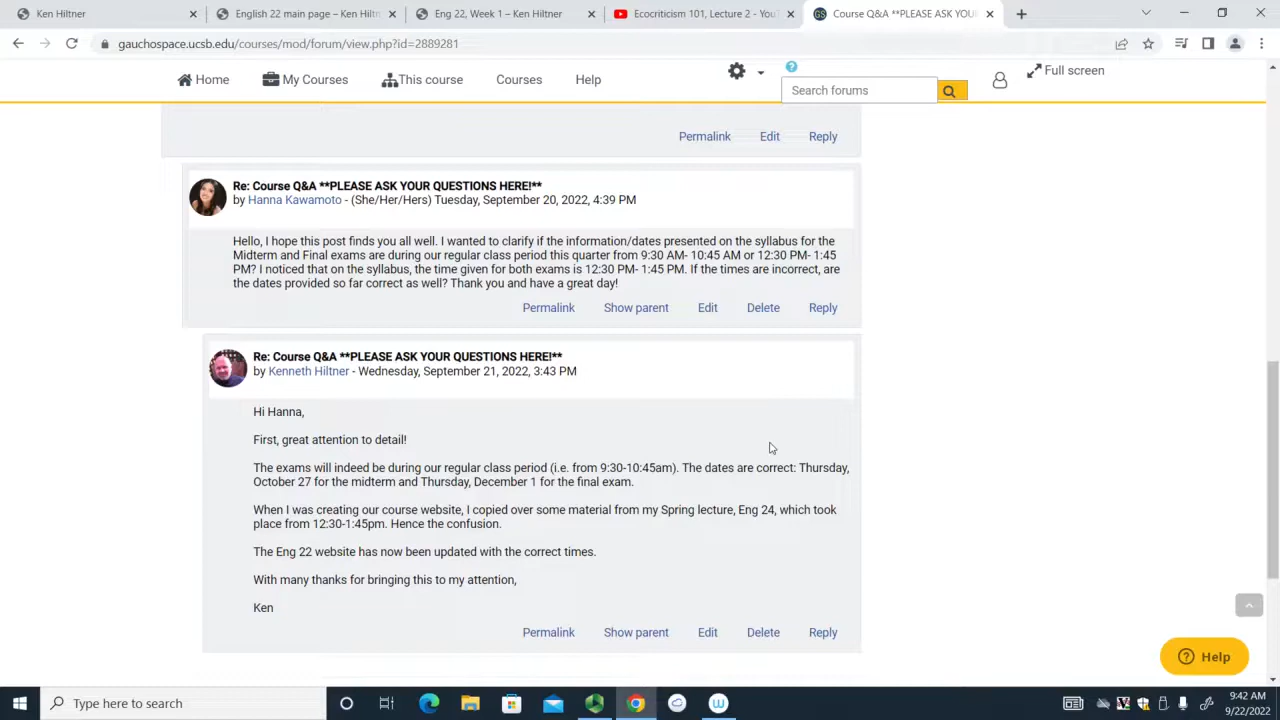 Ken Hiltner
English 22 main page – Ken Hiltn
Eng 22, Week 1 – Ken Hiltner
Ecocriticism 101, Lecture 2 - You
Course Q&A **PLEASE ASK YOUR
gauchospace.ucsb.edu/courses/mod/forum/view.php?id=2889281
Home
My Courses
This course
Courses
Help
Search forums
Full screen
Permalink
Edit
Reply
Re: Course Q&A **PLEASE ASK YOUR QUESTIONS HERE!**
by Hanna Kawamoto - (She/Her/Hers) Tuesday, September 20, 2022, 4:39 PM
Hello, I hope this post finds you all well. I wanted to clarify if the information/dates presented on the syllabus for the
Midterm and Final exams are during our regular class period this quarter from 9:30 AM- 10:45 AM or 12:30 PM- 1:45
PM? I noticed that on the syllabus, the time given for both exams is 12:30 PM- 1:45 PM. If the times are incorrect, are
the dates provided so far correct as well? Thank you and have a great day!
Permalink
Show parent
Edit
Delete
Reply
Re: Course Q&A **PLEASE ASK YOUR QUESTIONS HERE!**
by Kenneth Hiltner - Wednesday, September 21, 2022, 3:43 PM
Hi Hanna,
First, great attention to detail!
The exams will indeed be during our regular class period (i.e. from 9:30-10:45am). The dates are correct: Thursday,
October 27 for the midterm and Thursday, December 1 for the final exam.
When I was creating our course website, I copied over some material from my Spring lecture, Eng 24, which took
place from 12:30-1:45pm. Hence the confusion.
The Eng 22 website has now been updated with the correct times.
With many thanks for bringing this to my attention,
Ken
Permalink
Show parent
Edit
Delete
Reply
Help
Type here to search
9:42 AM
9/22/2022